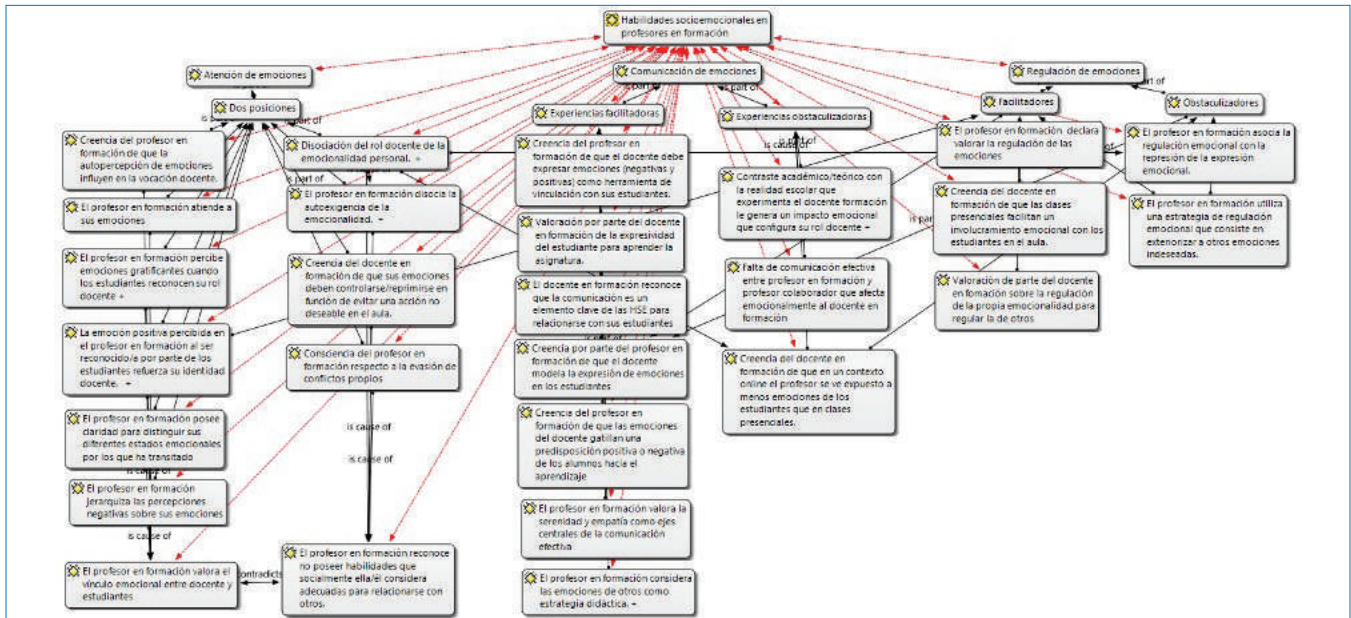 Habilidades socioemocionales en
profesores en formación
Atención de emociones
Comunicación de emociones
Regulación de emociones
is part of
is part of
part of
Dos posiciones
Experiencias facilitadoras
Experiencias obstaculizadoras
Facilitadores
Obstaculizadores
Creencia del profesor en
formación de que la
autopercepción de emociones
influyen en la vocación docente.
El profesor en formación atiende a
sus emociones
El profesor en formación percibe
emociones gratificantes cuando
los estudiantes reconocen su rol
docente +
La emoción positiva percibida en
el profesor en formación al ser
reconocido/a por parte de los
estudiantes refuerza su identidad
docente. +
El profesor en formación posee
claridad para distinguir sus
diferentes estados emocionales
por los que ha transitado
is cause of
El profesor en formación
jerarquiza las percepciones
negativas sobre sus emociones
is cause of
El profesor en formación valora el
vínculo emocional entre docente y
estudiantes
contradicts
Disociación del rol docente de la
emocionalidad personal. +
is part of
El profesor en formación disocia la
autoexigencia de la
emocionalidad. +
Creencia del docente en
formación de que sus emociones
deben controlarse/reprimirse en
función de evitar una acción no
deseable en el aula.
Consciencia del profesor en
formación respecto a la evasión de
conflictos propios
is cause of
is cause of
El profesor en formación reconoce
no poseer habilidades que
socialmente ella/él considera
adecuadas para relacionarse con
otros.
Creencia del profesor en
formación de que el docente debe
expresar emociones (negativas y
positivas) como herramienta de
vinculación con sus estudiantes.
Valoración por parte del docente
en formación de la expresividad
del estudiante para aprender la
asignatura.
El docente en formación reconoce
que la comunicación es un
elemento clave de las HSE para
relacionarse con sus estudiantes
Creencia por parte del profesor en
formación de que el docente
modela la expresión de emociones
en los estudiantes
Creencia del profesor en
formación de que las emociones
del docente gatillan una
predisposición positiva o negativa
de los alumnos hacia el
aprendizaje
El profesor en formación valora la
serenidad y empatía como ejes
centrales de la comunicación
efectiva
El profesor en formación considera
las emociones de otros como
estrategia didáctica. +
is part of
is cause of
Contraste académico/teórico con
la realidad escolar que
experimenta el docente formación
le genera un impacto emocional
que configura su rol docente +
Falta de comunicación efectiva
entre profesor en formación y
profesor colaborador que afecta
emocionalmente al docente en
formación
Creencia del docente en
formación de que en un contexto
online el profesor se ve expuesto a
menos emociones de los
estudiantes que en clases
presenciales.
El profesor en formación declara
valorar la regulación de las
emociones
Creencia del docente en
formación de que las clases
presenciales facilitan un
involucramiento emocional con los
estudiantes en el aula.
Valoración de parte del docente
en fomación sobre la regulación
de la propia emocionalidad para
regular la de otros
El profesor en formación asocia la
regulación emocional con la
represión de la expresión
emocional.
El profesor en formación utiliza
una estrategia de regulación
emocional que consiste en
exteriorizar a otros emociones
indeseadas.